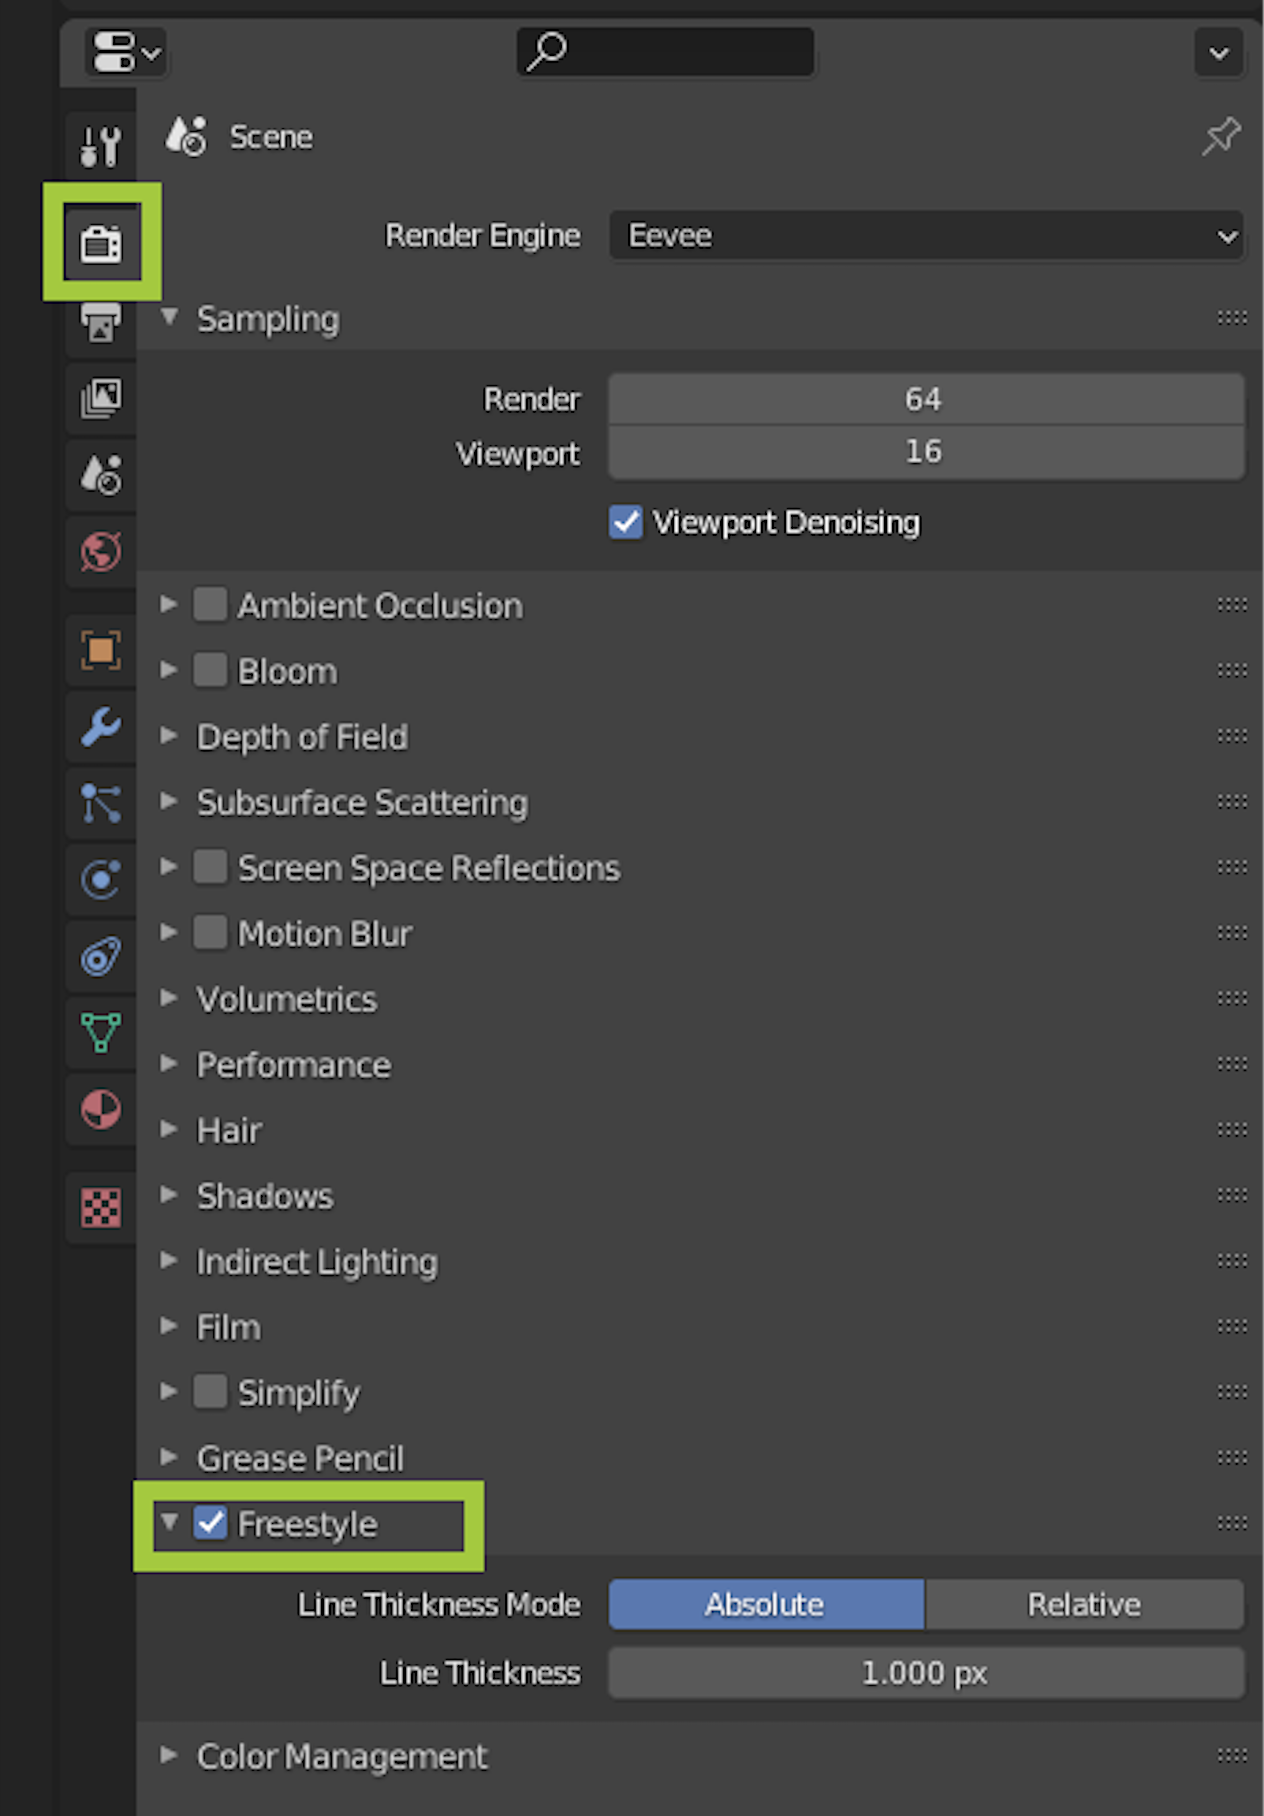 Scene
Render Engine Eevee
Sampling
Render 64
Viewport 16
Viewport Denoising
Ambient Occlusion
Bloom
Depth of Field
Subsurface Scattering
Screen Space Reflections
Motion Blur
Volumetrics
Performance
Hair
Shadows
Indirect Lighting
Film
Simplify
Grease Pencil
Freestyle
Line Thickness Mode Absolute Relative
Line Thickness 1.000 px
Color Management